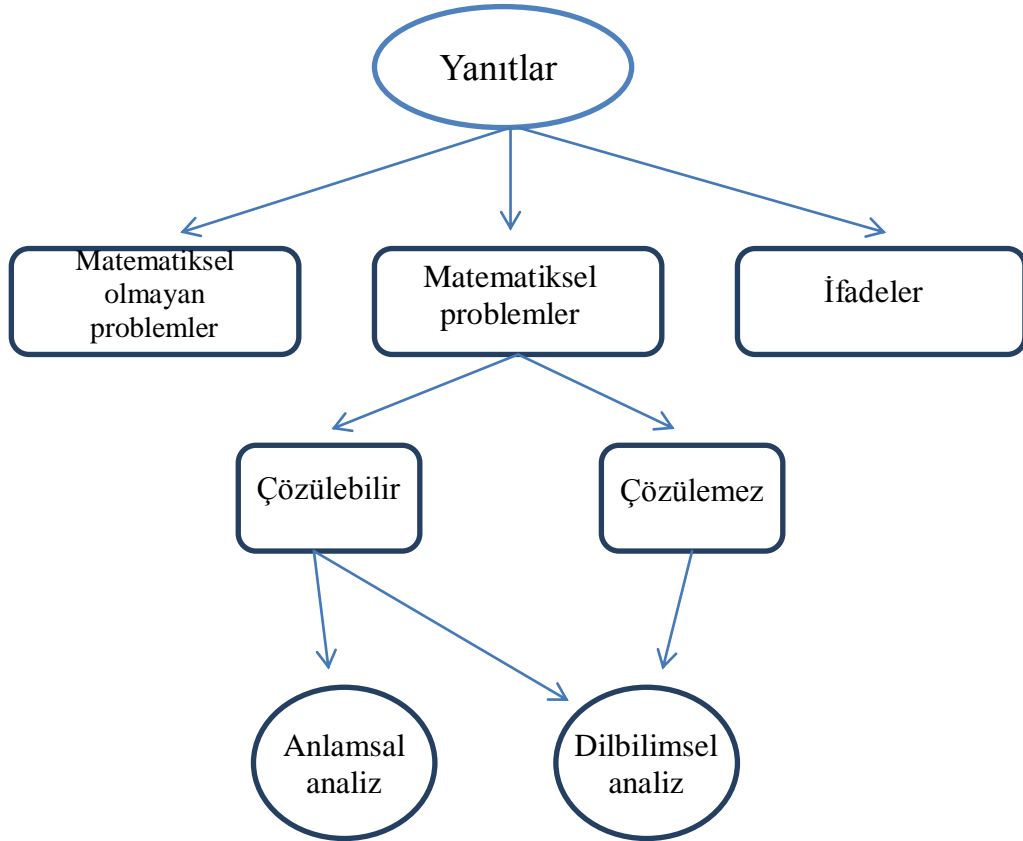 Yanıtlar
Matematiksel
olmayan
problemler
Matematiksel
problemler
İfadeler
Çözülebilir
Çözülemez
Anlamsal
analiz
Dilbilimsel
analiz